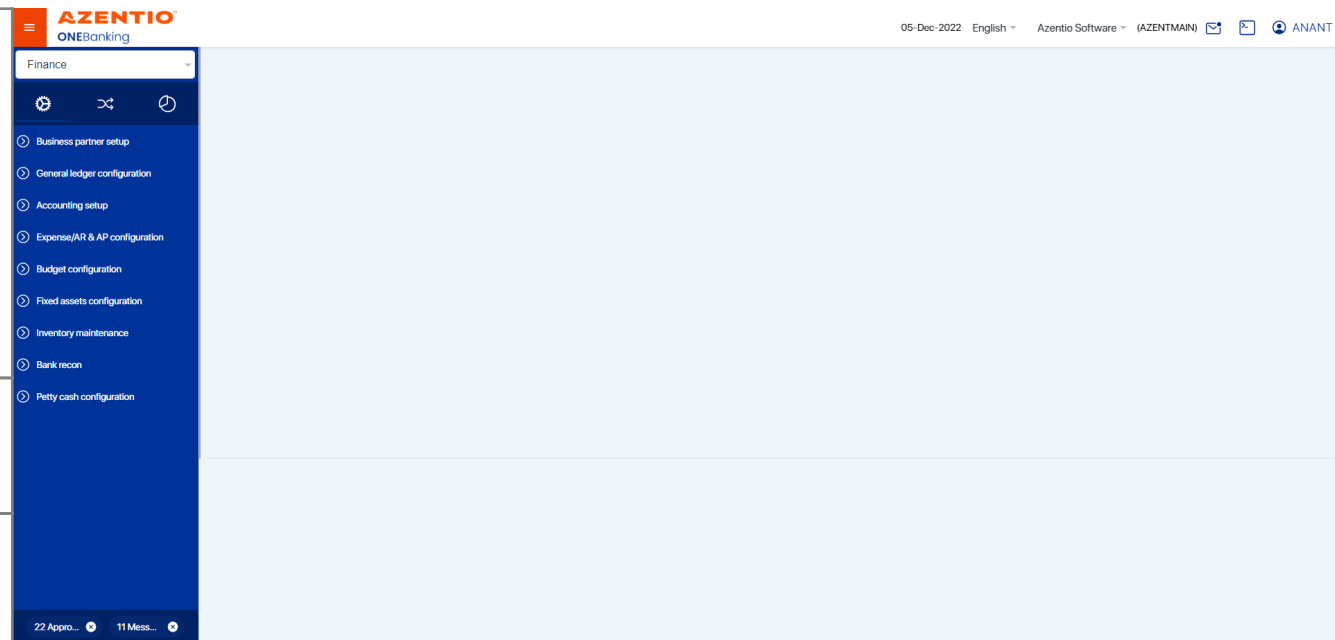 AZENTIO
ONEBanking
05-Dec-2022 English Azentio Software (AZENTMAIN) ANANT
Finance
Business partner setup
General ledger configuration
Accounting setup
Expense/AR & AP configuration
Budget configuration
Fixed assets configuration
Inventory maintenance
Bank recon
Petty cash configuration
22 Appro... 11 Mess...